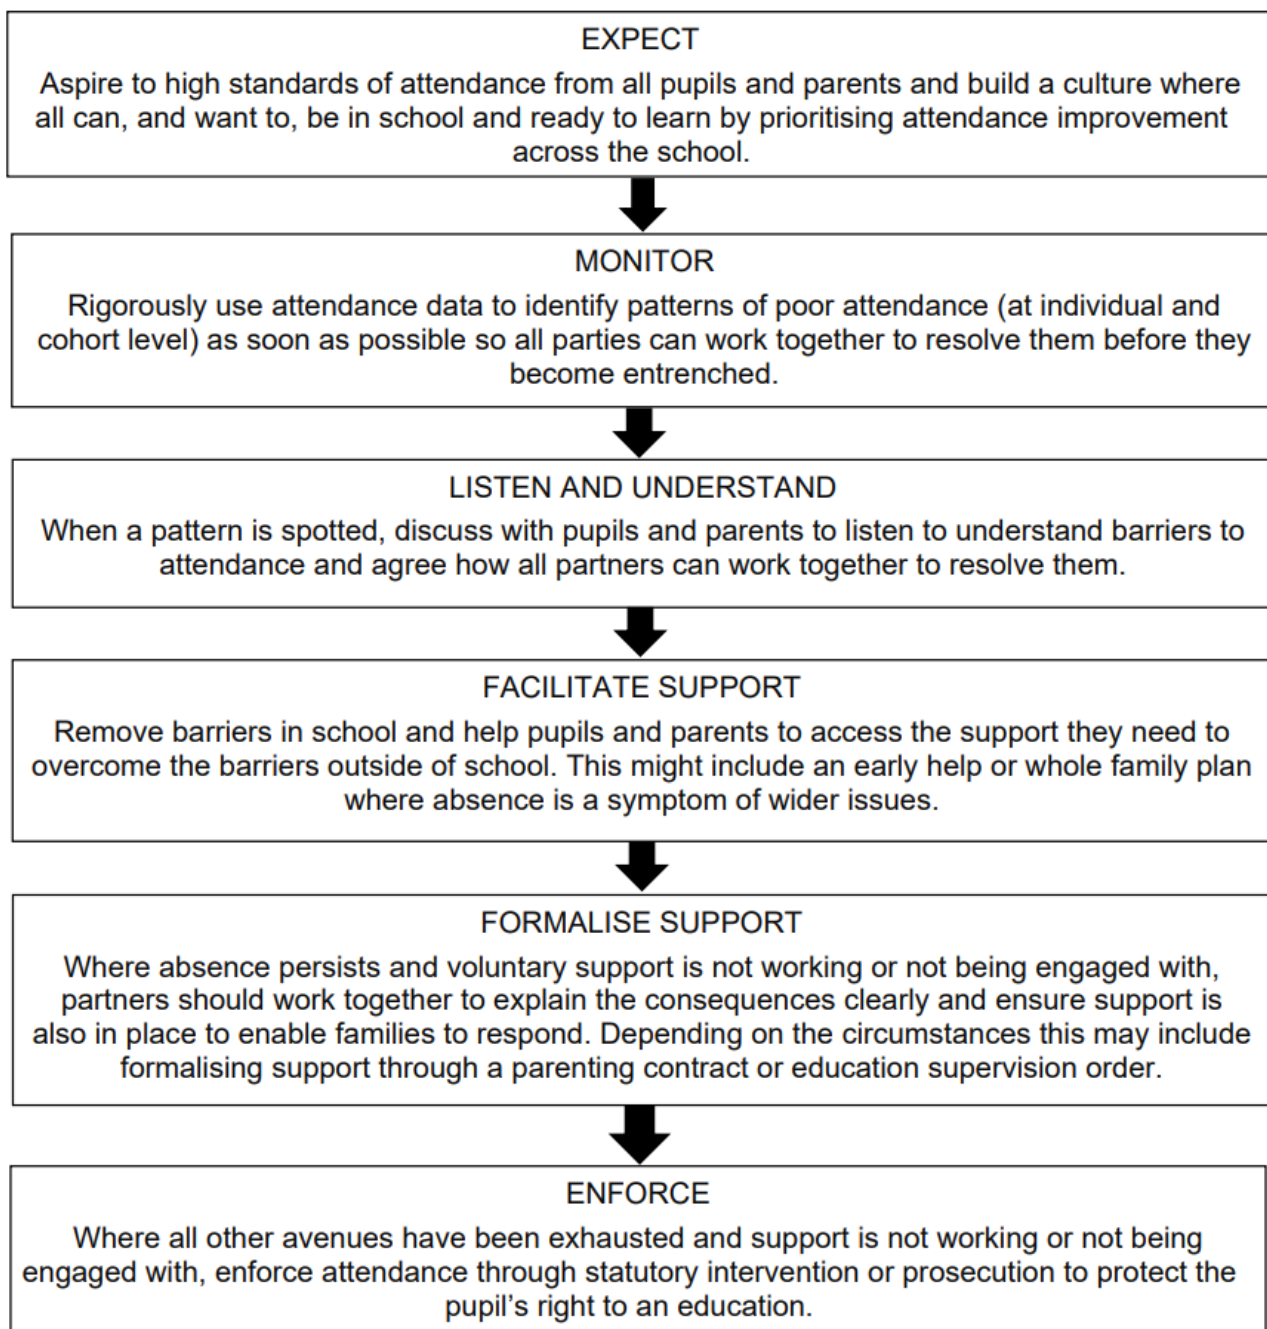 EXPECT
Aspire to high standards of attendance from all pupils and parents and build a culture where
all can, and want to, be in school and ready to learn by prioritising attendance improvement
across the school.
MONITOR
Rigorously use attendance data to identify patterns of poor attendance (at individual and
cohort level) as soon as possible so all parties can work together to resolve them before they
become entrenched.
LISTEN AND UNDERSTAND
When a pattern is spotted, discuss with pupils and parents to listen to understand barriers to
attendance and agree how all partners can work together to resolve them.
FACILITATE SUPPORT
Remove barriers in school and help pupils and parents to access the support they need to
overcome the barriers outside of school. This might include an early help or whole family plan
where absence is a symptom of wider issues.
FORMALISE SUPPORT
Where absence persists and voluntary support is not working or not being engaged with,
partners should work together to explain the consequences clearly and ensure support is
also in place to enable families to respond. Depending on the circumstances this may include
formalising support through a parenting contract or education supervision order.
ENFORCE
Where all other avenues have been exhausted and support is not working or not being
engaged with, enforce attendance through statutory intervention or prosecution to protect the
pupil's right to an education.